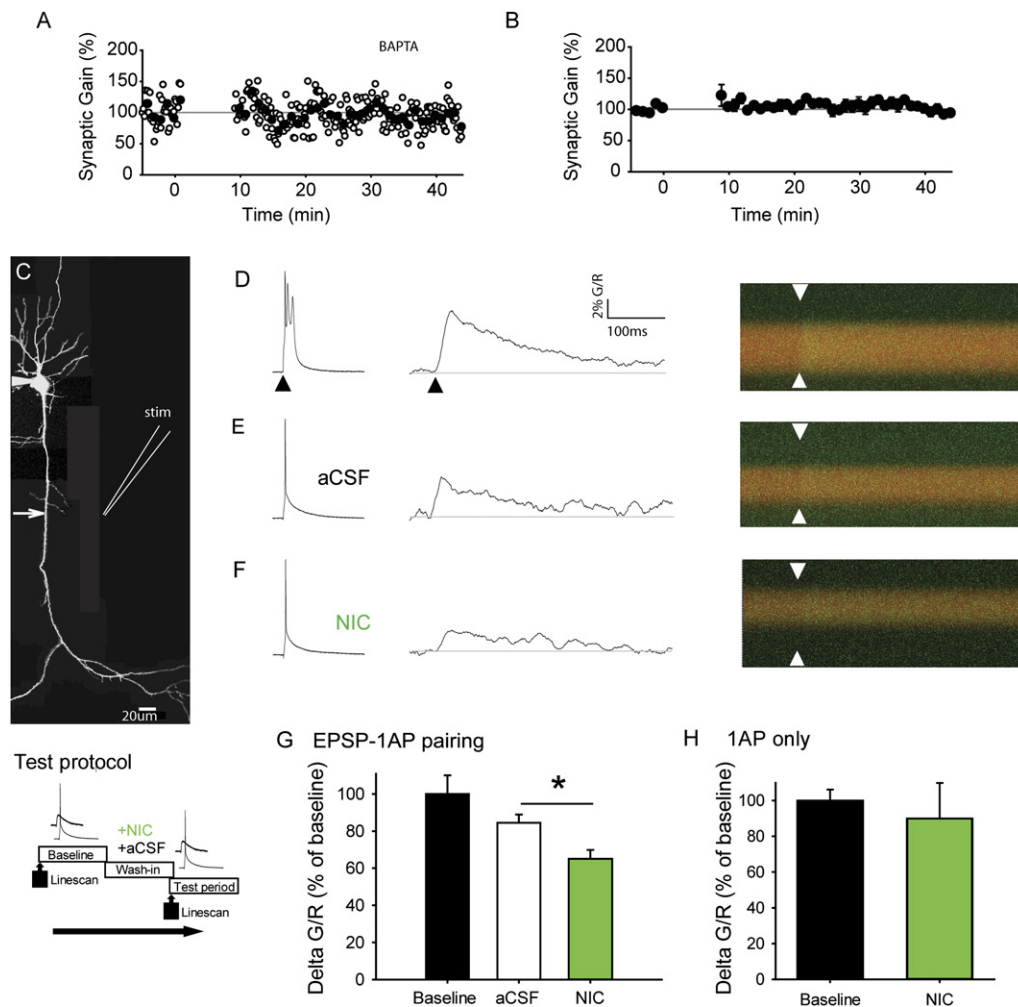 A
BAPTA
200
150
100
50
0
Synaptic Gain (%)
0
10
20
30
40
Time (min)
B
200
150
100
50
0
Synaptic Gain (%)
0
10
20
30
40
Time (min)
C
stim
20um
D
2% G/R
100ms
E
aCSF
F
NIC
Test protocol
+NIC
+aCSF
Baseline
Wash-in
Test period
Linescan
Linescan
G EPSP-1AP pairing
*
Delta G/R (% of baseline)
100
80
60
40
20
0
Baseline
aCSF
NIC
H 1AP only
Delta G/R (% of baseline)
100
80
60
40
20
0
Baseline
NIC